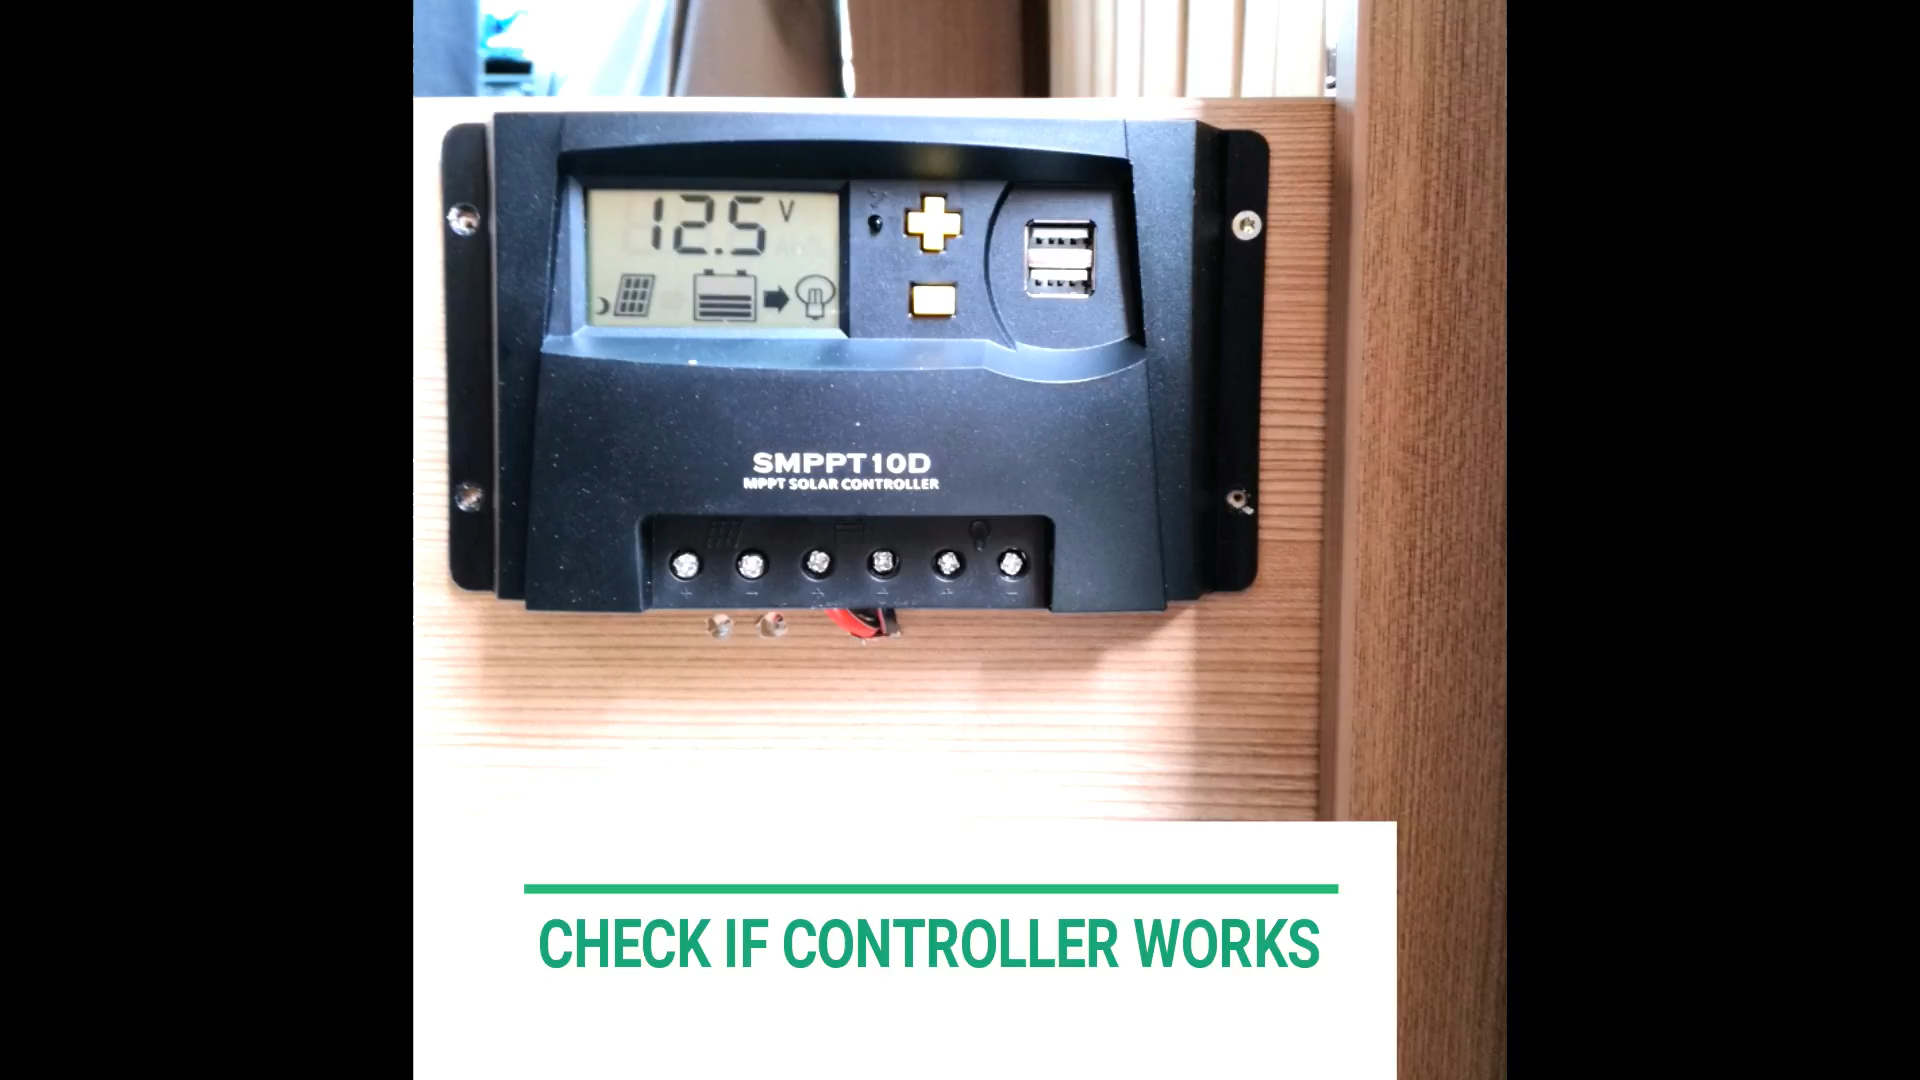 12.5 V
SMPPT10D
MPPT SOLAR CONTROLLER
+ - + - + -
CHECK IF CONTROLLER WORKS